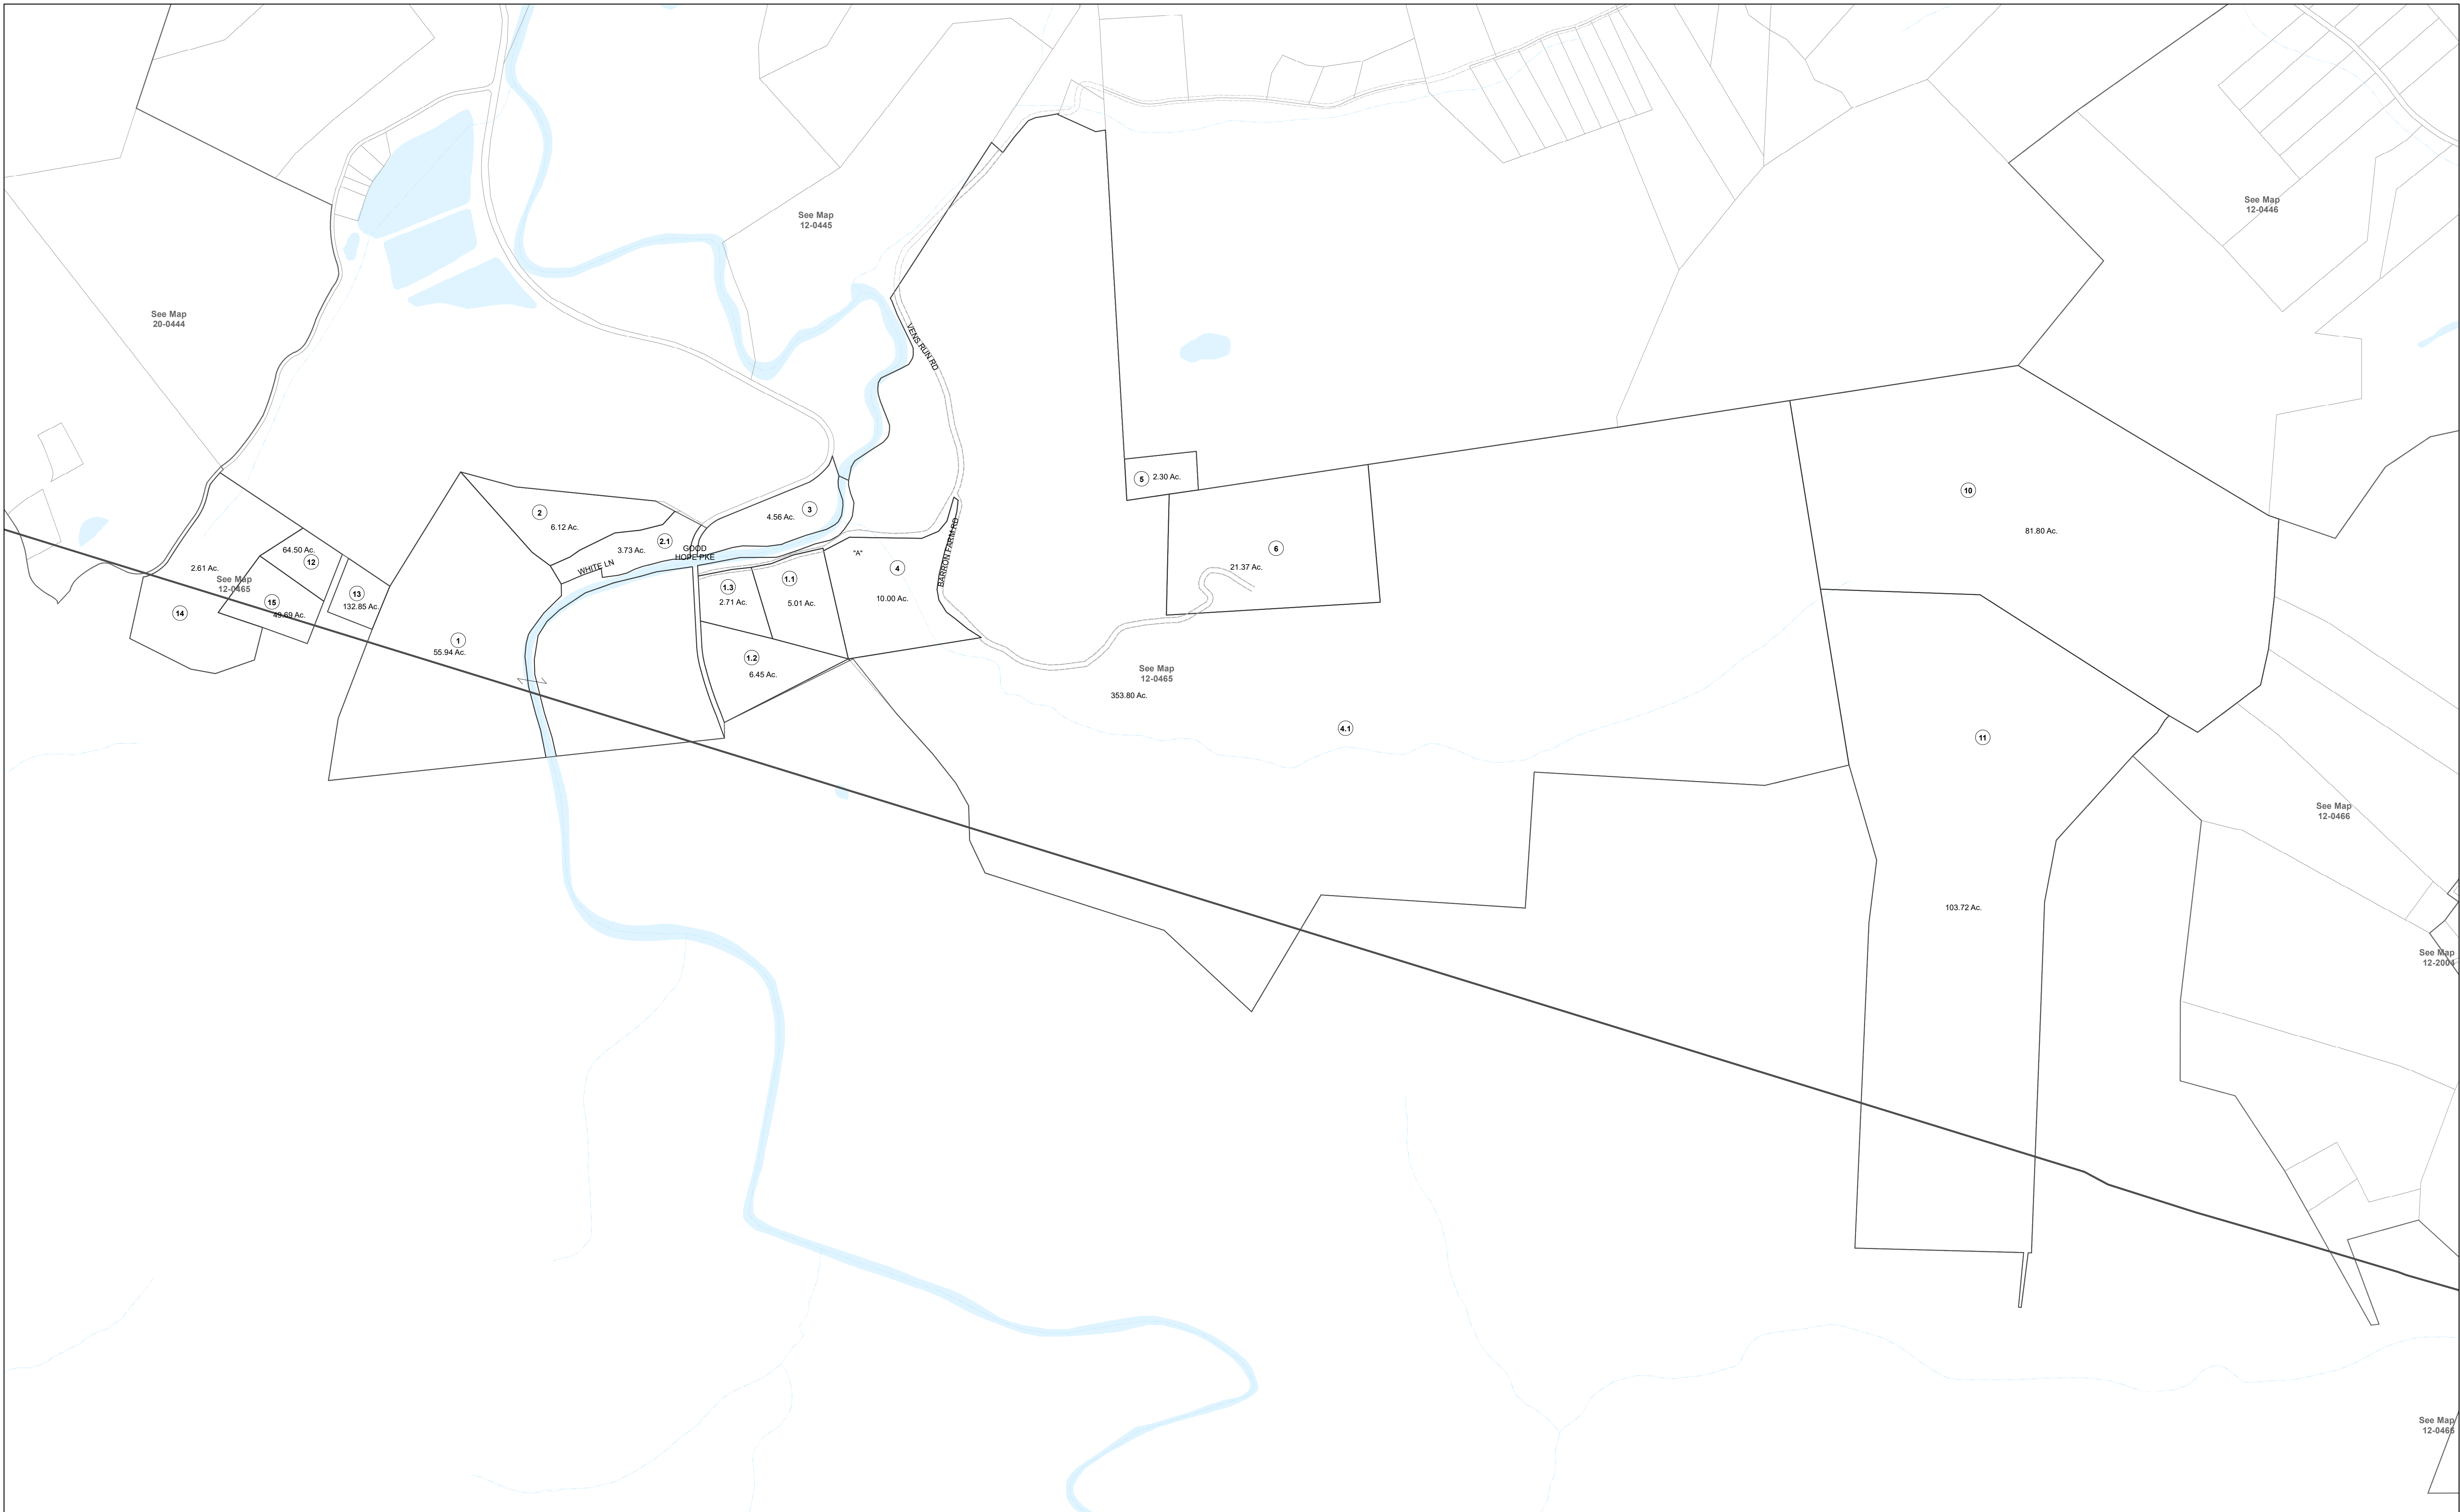 See Map
12-0446
See Map
12-0445
See Map
20-0444
VENS RUN RD
5
2.30 Ac.
10
81.80 Ac.
2
6.12 Ac.
3
4.56 Ac.
2.1
3.73 Ac.
GOOD
HOPE PKE
WHITE LN
"A"
BARRON FARM RD
6
21.37 Ac.
64.50 Ac.
12
2.61 Ac.
See Map
12-0465
13
132.85 Ac.
15
49.69 Ac.
14
1.3
2.71 Ac.
1.1
5.01 Ac.
4
10.00 Ac.
1
55.94 Ac.
1.2
6.45 Ac.
See Map
12-0465
353.80 Ac.
4.1
11
103.72 Ac.
See Map
12-0466
See Map
12-2004
See Map
12-0466